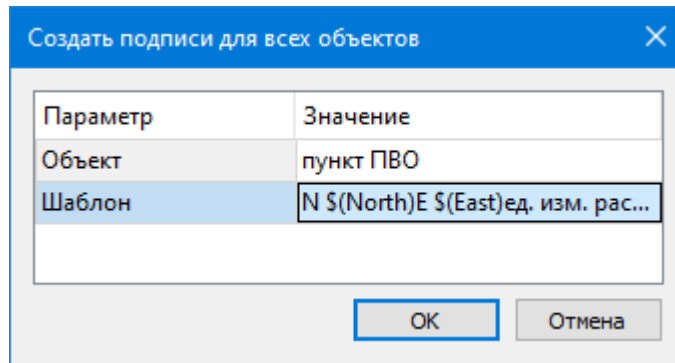 Создать подписи для всех объектов
Параметр Значение
Объект пункт ПВО
Шаблон N $(North)E $(East)ед. изм. рас...
OK Отмена